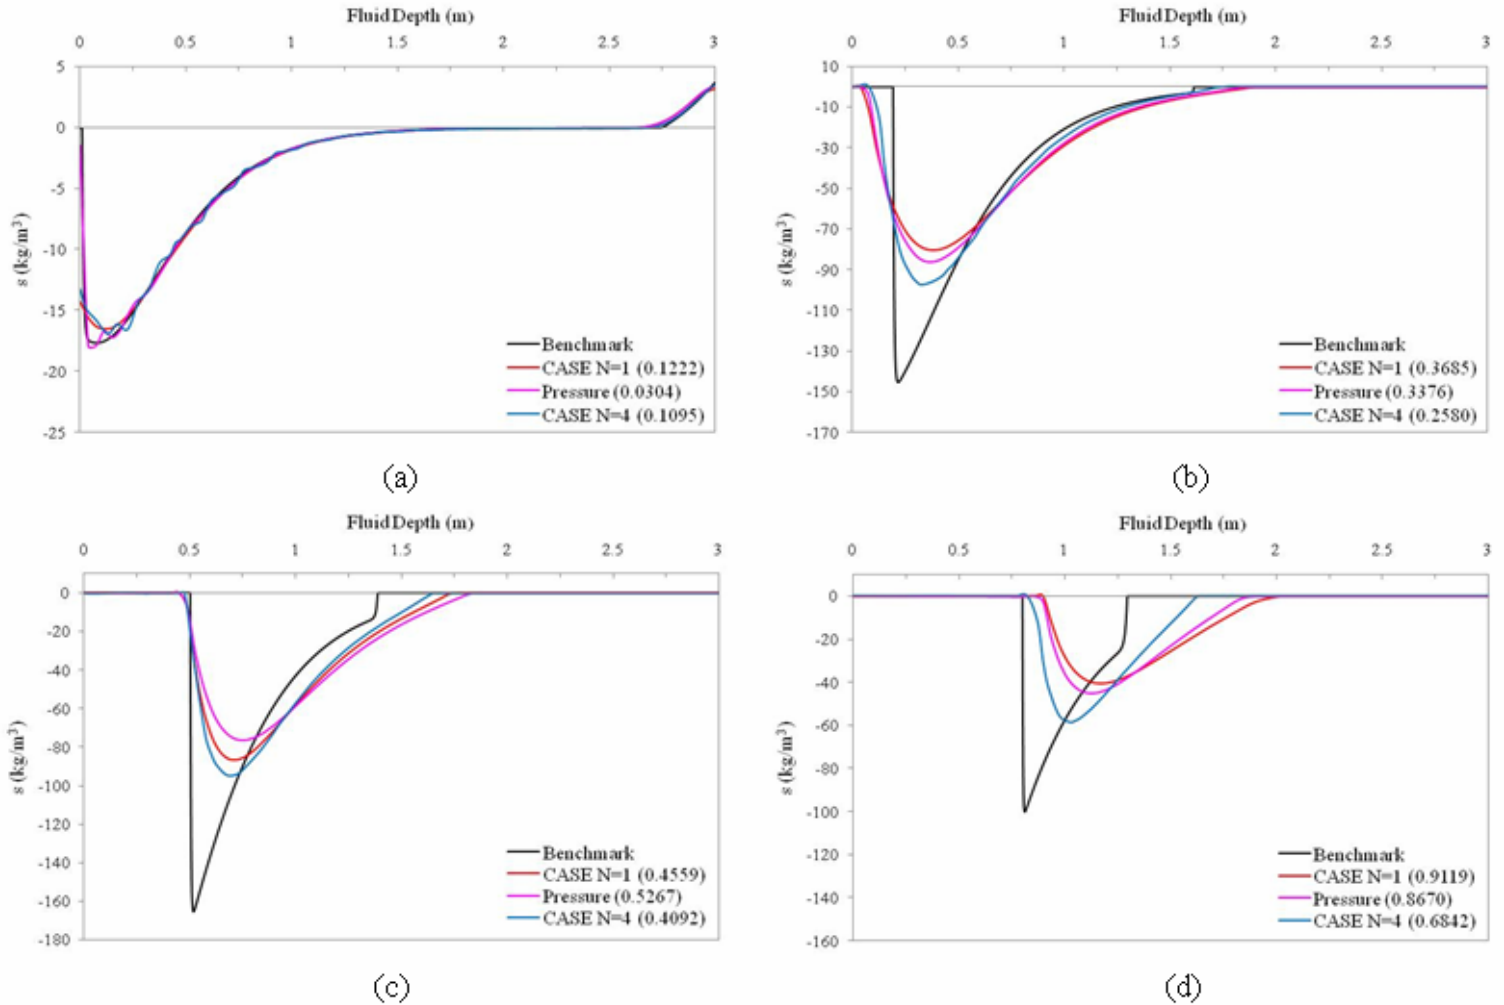 Fluid Depth (m)
0 0.5 1 1.5 2 2.5 3
5
0
-5
-10
-15
-20
-25
s (kg/m³)
Benchmark
CASE N=1 (0.1222)
Pressure (0.0304)
CASE N=4 (0.1095)
(a)
Fluid Depth (m)
0 0.5 1 1.5 2 2.5 3
10
-10
-30
-50
-70
-90
-110
-130
-150
-170
s (kg/m³)
Benchmark
CASE N=1 (0.3685)
Pressure (0.3376)
CASE N=4 (0.2580)
(b)
Fluid Depth (m)
0 0.5 1 1.5 2 2.5 3
0
-20
-40
-60
-80
-100
-120
-140
-160
-180
s (kg/m³)
Benchmark
CASE N=1 (0.4559)
Pressure (0.5267)
CASE N=4 (0.4092)
(c)
Fluid Depth (m)
0 0.5 1 1.5 2 2.5 3
0
-20
-40
-60
-80
-100
-120
-140
-160
s (kg/m³)
Benchmark
CASE N=1 (0.9119)
Pressure (0.8670)
CASE N=4 (0.6842)
(d)